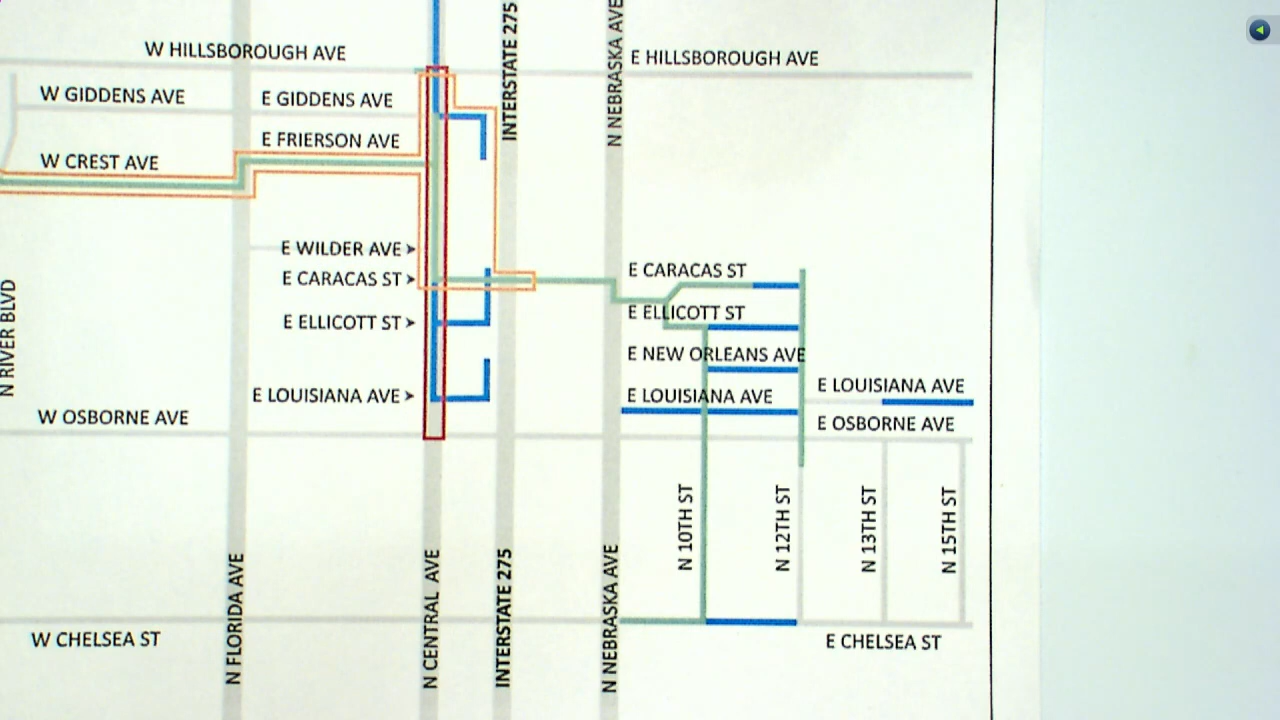 W HILLSBOROUGH AVE
E HILLSBOROUGH AVE
INTERSTATE 275
N NEBRASKA AVE
W GIDDENS AVE
E GIDDENS AVE
E FRIERSON AVE
W CREST AVE
E WILDER AVE
E CARACAS ST
E CARACAS ST
E ELLICOTT ST
E ELLICOTT ST
E NEW ORLEANS AVE
E LOUISIANA AVE
E LOUISIANA AVE
E LOUISIANA AVE
N RIVER BLVD
W OSBORNE AVE
E OSBORNE AVE
N 10TH ST
N 12TH ST
N 13TH ST
N 15TH ST
N FLORIDA AVE
N CENTRAL AVE
INTERSTATE 275
N NEBRASKA AVE
W CHELSEA ST
E CHELSEA ST